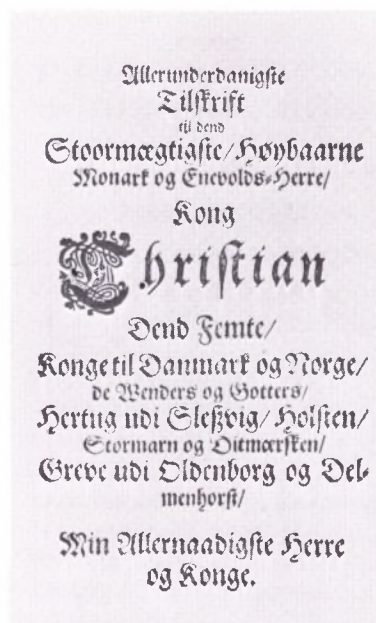 Allerunderdanigste
Tilskrift
til dend
Stoormægtigste/Høybaarne
Monark og Enevolds-Herre/
Kong
Christian
Dend Femte/
Konge til Danmark og Norge/
de Wenders og Gotters/
Hertug udi Sleßvig/ Holsten/
Stormarn og Ditmærsken/
Greve udi Oldenborg og Del-
menhorst/
Min Allernaadigste Herre
og Konge.